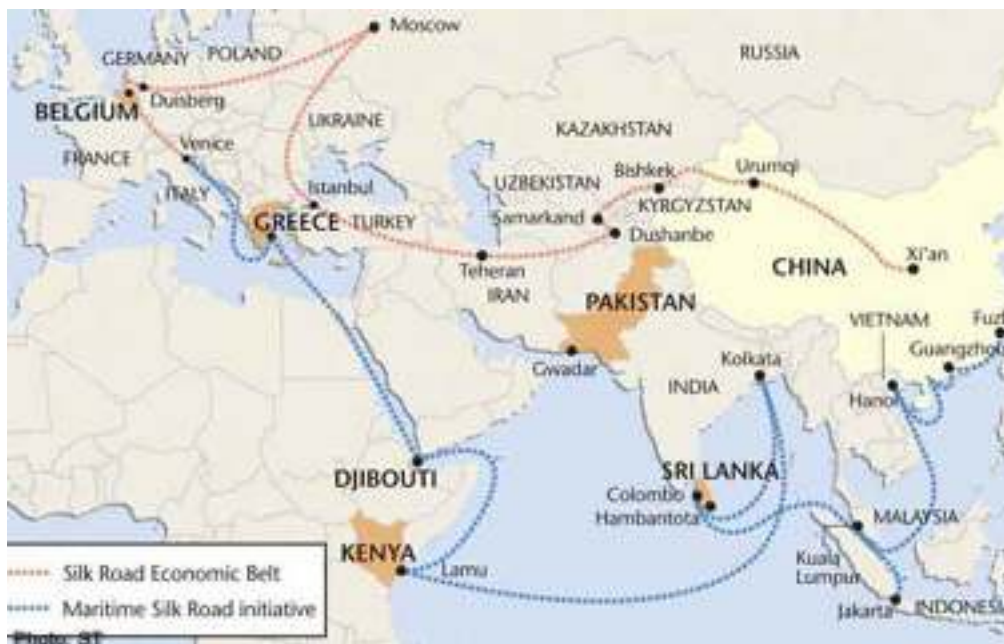 Moscow
GERMANY
POLAND
RUSSIA
BELGIUM
Duisberg
UKRAINE
KAZAKHSTAN
FRANCE
Venice
Bishkek
Urumqi
ITALY
Istanbul
UZBEKISTAN
GREECE
TURKEY
Samarkand
KYRGYZSTAN
Dushanbe
Teheran
IRAN
CHINA
Xi'an
PAKISTAN
VIETNAM
Gwadar
Kolkata
Guangzhou
INDIA
Hanoi
DJIBOUTI
SRI LANKA
Colombo
Hambantota
MALAYSIA
KENYA
Lamu
Kuala
Lumpur
Jakarta
INDONESIA
Silk Road Economic Belt
Maritime Silk Road initiative
Photo: ST